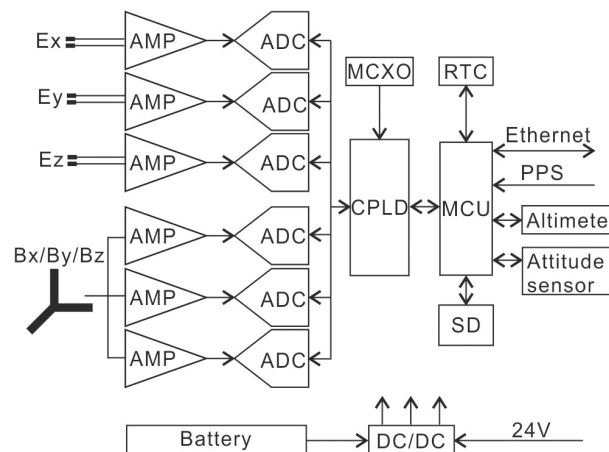 Ex
AMP
ADC
Ey
AMP
ADC
Ez
AMP
ADC
Bx/By/Bz
AMP
ADC
AMP
ADC
AMP
ADC
MCXO
CPLD
RTC
MCU
SD
Ethernet
PPS
Altimete
Attitude
sensor
Battery
DC/DC
24V